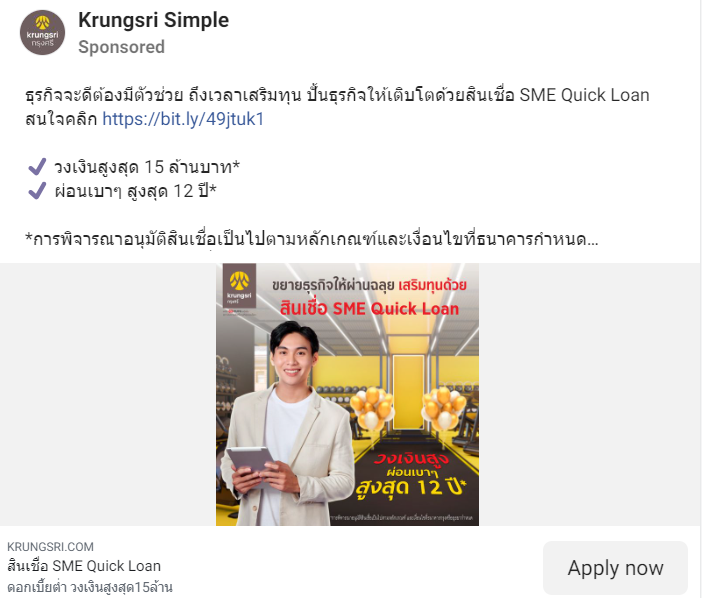 krungsri
กรุงศรี
Krungsri Simple
Sponsored
ธุรกิจจะดีต้องมีตัวช่วย ถึงเวลาเสริมทุน ปั้นธุรกิจให้เติบโตด้วยสินเชื่อ SME Quick Loan
สนใจคลิก https://bit.ly/49jtuk1
วงเงินสูงสุด 15 ล้านบาท*
ผ่อนเบาๆ สูงสุด 12 ปี*
*การพิจารณาอนุมัติสินเชื่อเป็นไปตามหลักเกณฑ์และเงื่อนไขที่ธนาคารกำหนด...
krungsri
กรุงศรี
ขยายธุรกิจให้ผ่านฉลุย เสริมทุนด้วย
สินเชื่อ SME Quick Loan
วงเงินสูง
ผ่อนเบาๆ
สูงสุด 12 ปี*
KRUNGSRI.COM
สินเชื่อ SME Quick Loan
ดอกเบี้ยต่ำ วงเงินสูงสุด15ล้าน
Apply now